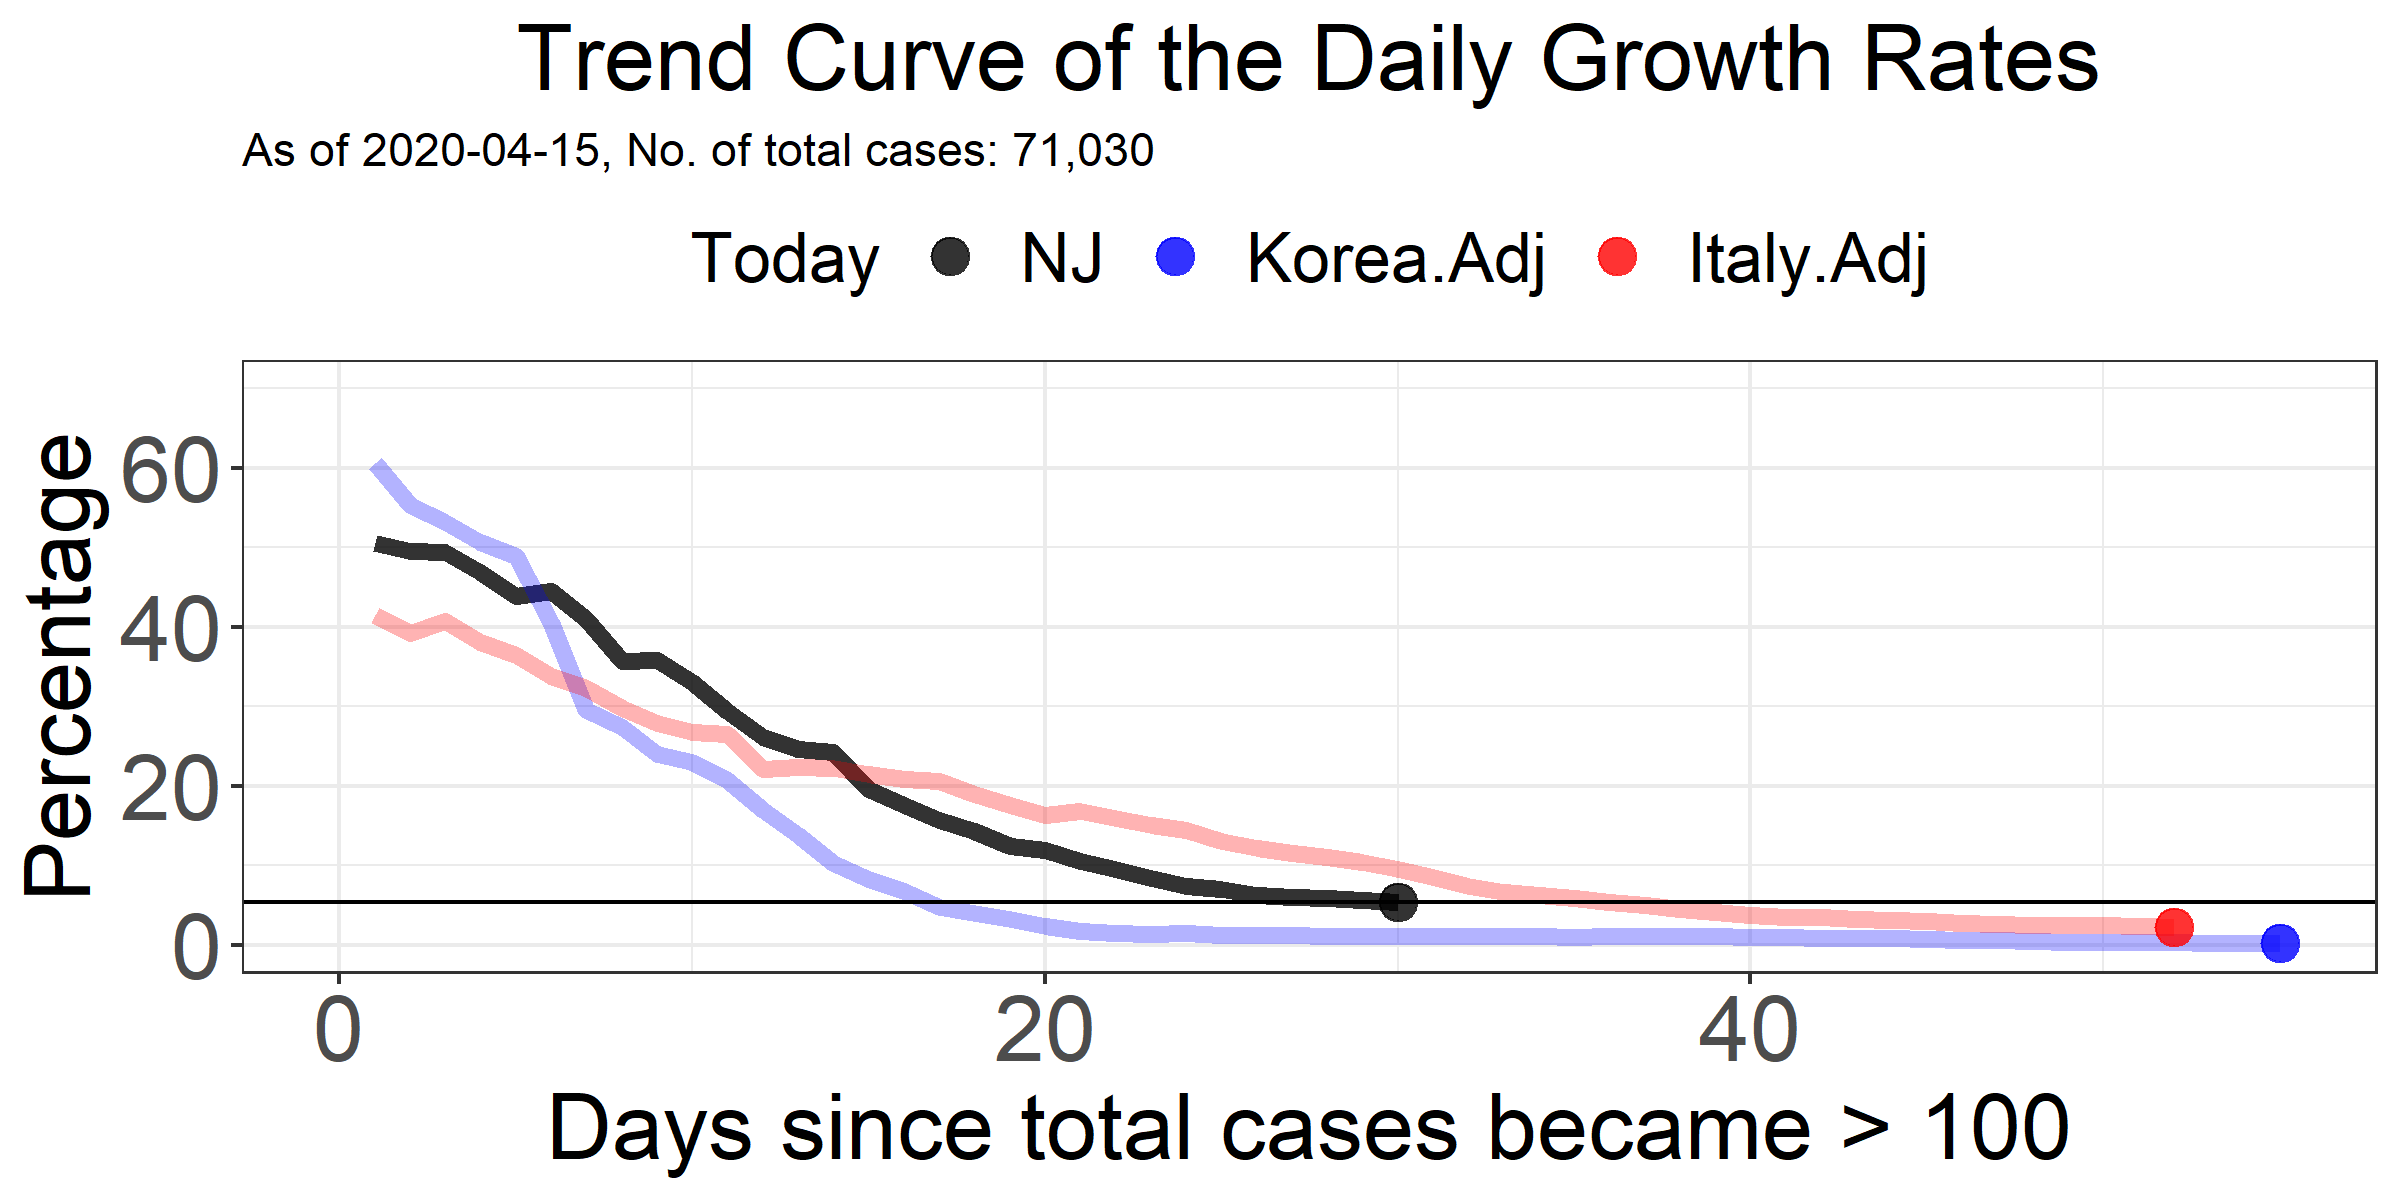 Trend Curve of the Daily Growth Rates
As of 2020-04-15, No. of total cases: 71,030
Today NJ Korea.Adj Italy.Adj
Percentage
60
40
20
0
0 20 40
Days since total cases became > 100